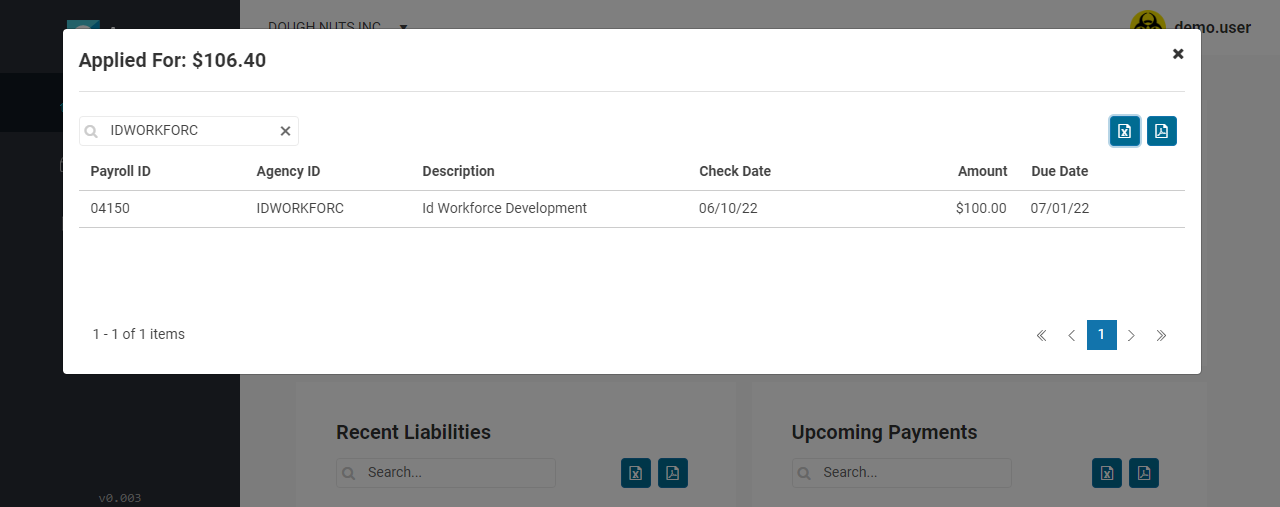 DOUGH NUTS INC
demo.user
Applied For: $106.40
IDWORKFORC
Payroll ID Agency ID Description Check Date Amount Due Date
04150 IDWORKFORC Id Workforce Development 06/10/22 $100.00 07/01/22
1 - 1 of 1 items
1
Recent Liabilities
Search...
Upcoming Payments
Search...
v0.003